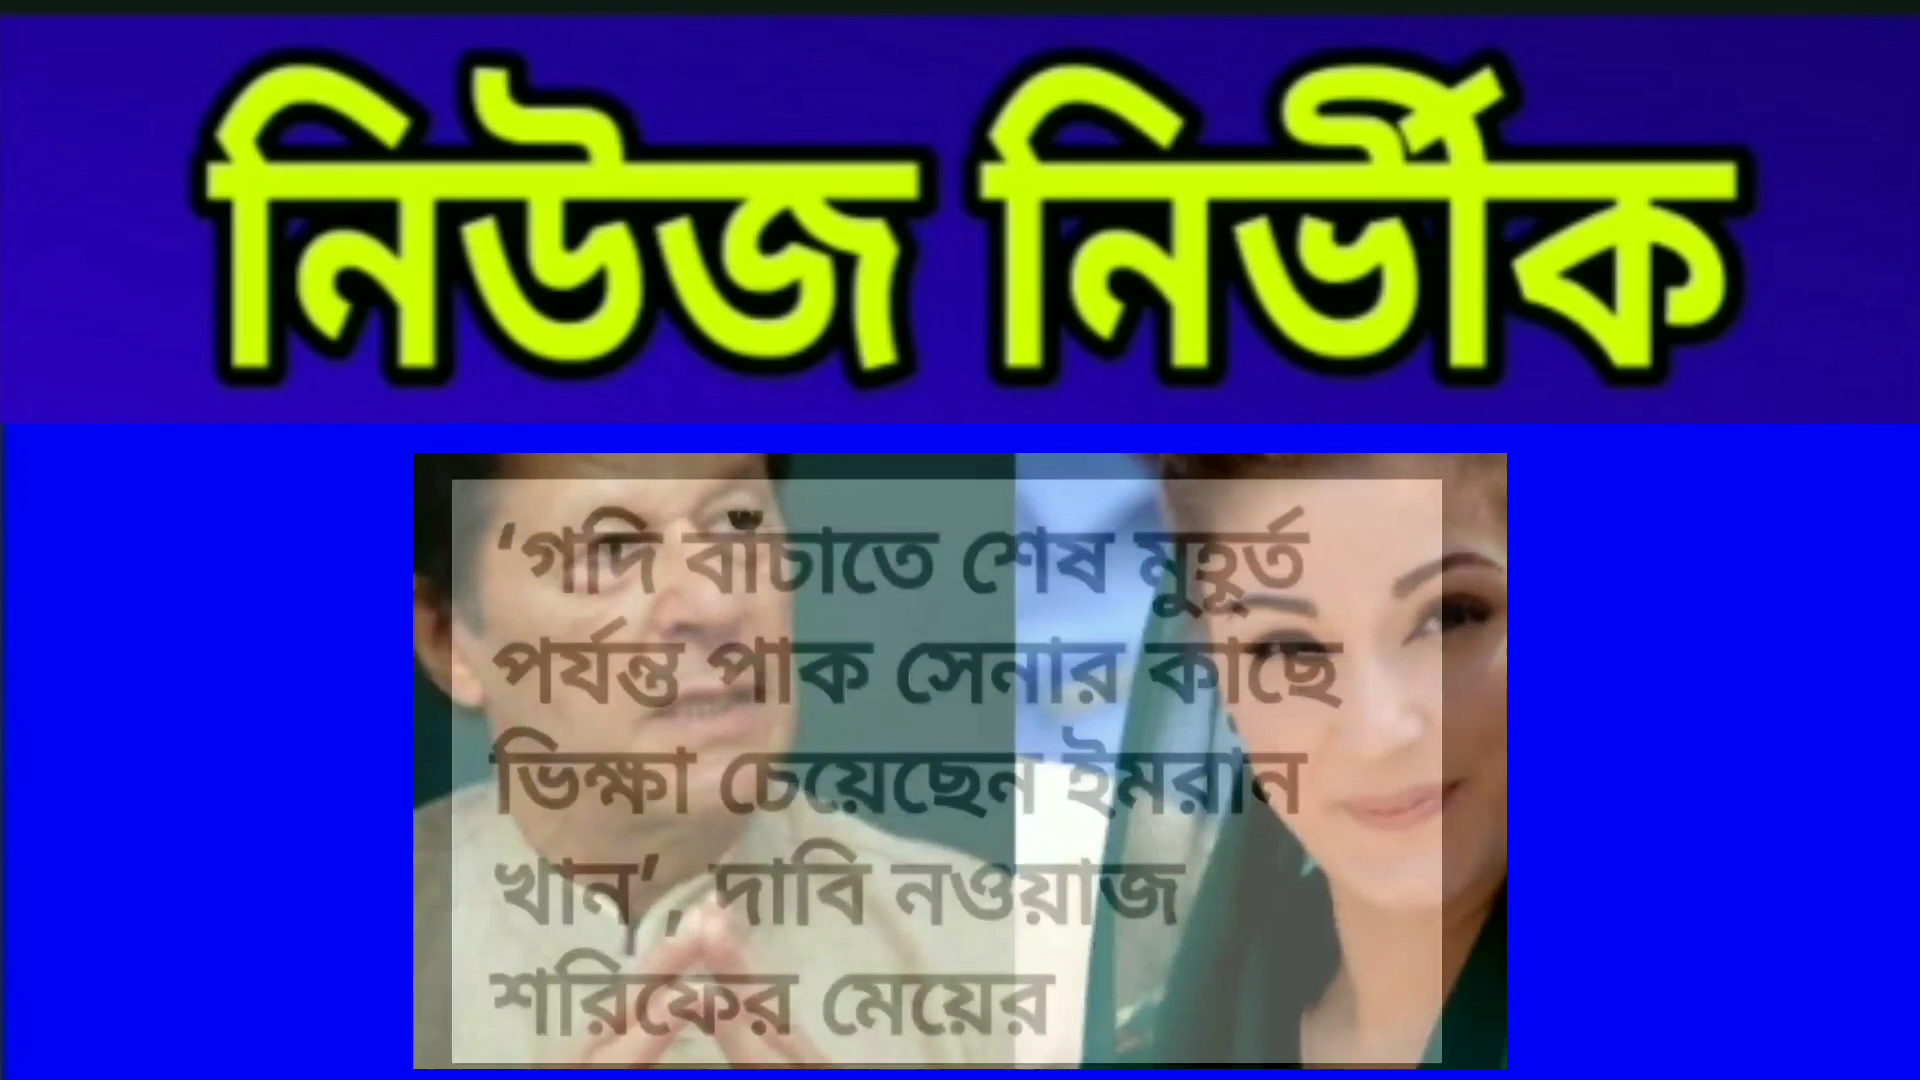 নিউজ নির্ভীক
‘গদি বাঁচাতে শেষ মুহূর্ত
পর্যন্ত পাক সেনার কাছে
ভিক্ষা চেয়েছেন ইমরান
খান’, দাবি নওয়াজ
শরিফের মেয়ের